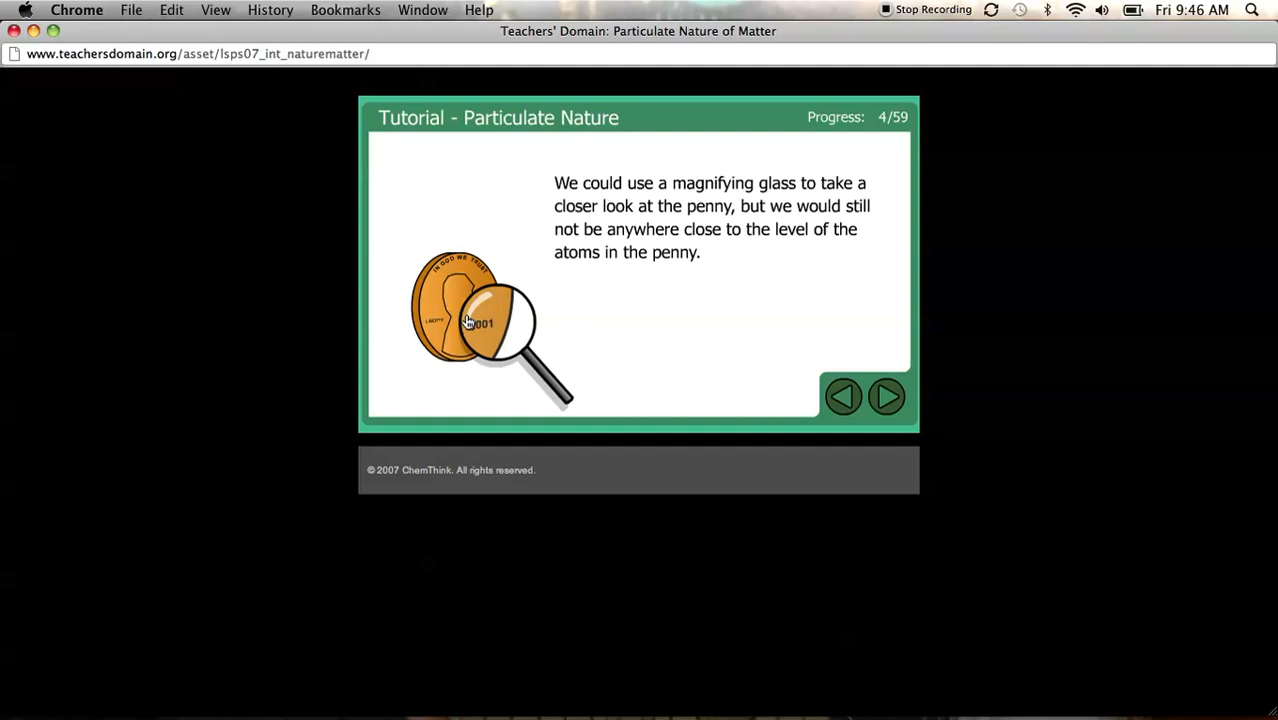 Chrome File Edit View History Bookmarks Window Help Stop Recording Fri 9:46 AM
Teachers' Domain: Particulate Nature of Matter
www.teachersdomain.org/asset/lsps07_int_naturematter/
Tutorial - Particulate Nature Progress: 4/59
We could use a magnifying glass to take a
closer look at the penny, but we would still
not be anywhere close to the level of the
atoms in the penny.
IN GOD WE TRUST
LIBERTY
© 2007 ChemThink. All rights reserved.